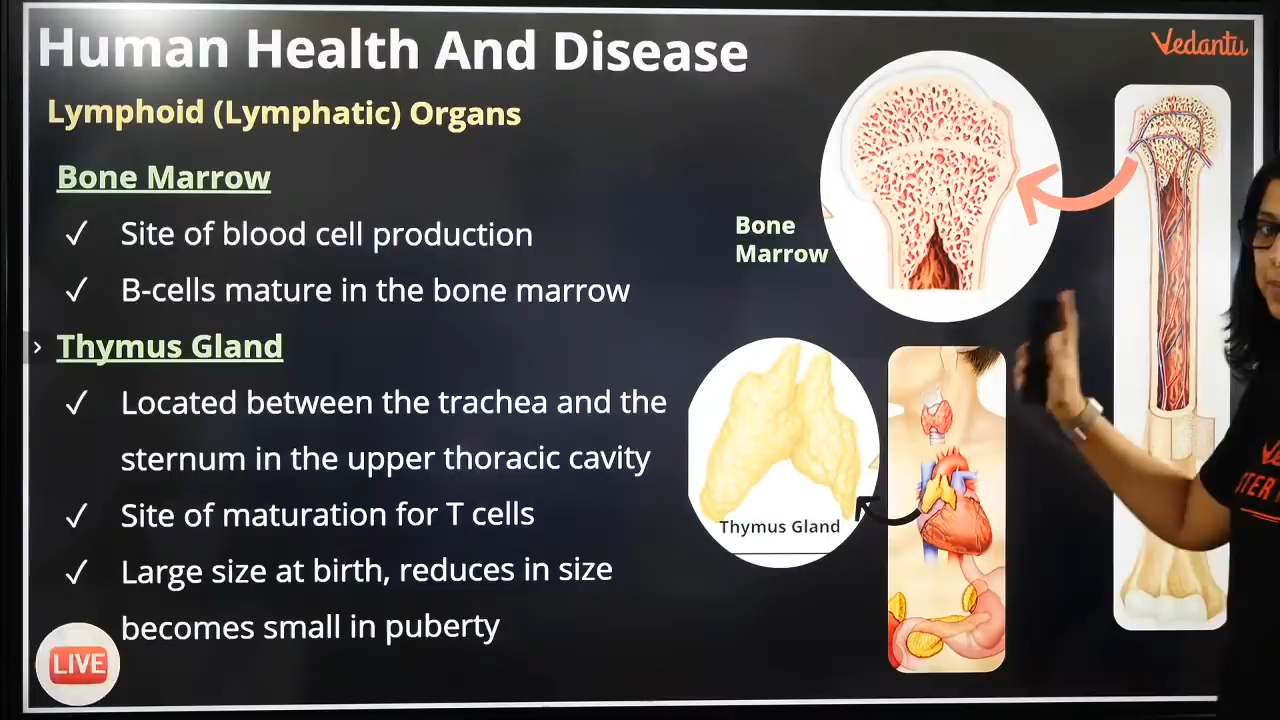 Human Health And Disease
Vedantu
Lymphoid (Lymphatic) Organs
Bone Marrow
✓ Site of blood cell production
✓ B-cells mature in the bone marrow
Bone
Marrow
Thymus Gland
✓ Located between the trachea and the
sternum in the upper thoracic cavity
✓ Site of maturation for T cells
✓ Large size at birth, reduces in size
becomes small in puberty
Thymus Gland
LIVE